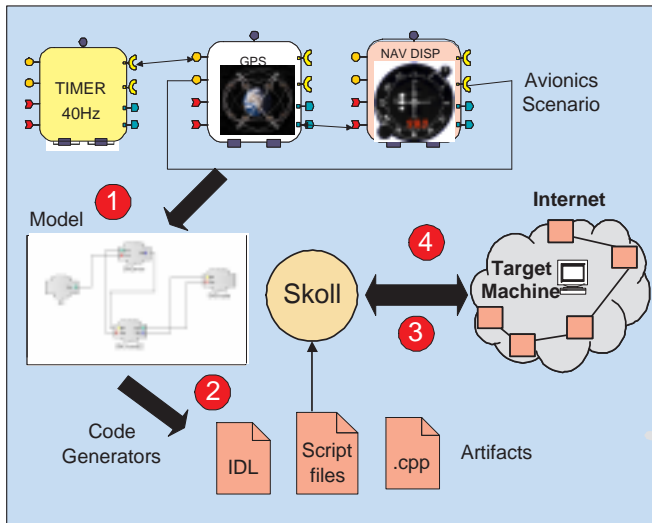 TIMER
40Hz
GPS
NAV DISP
Avionics
Scenario
1
Model
Internet
4
Target
Machine
Skoll
3
2
Code
Generators
IDL
Script
files
.cpp
Artifacts